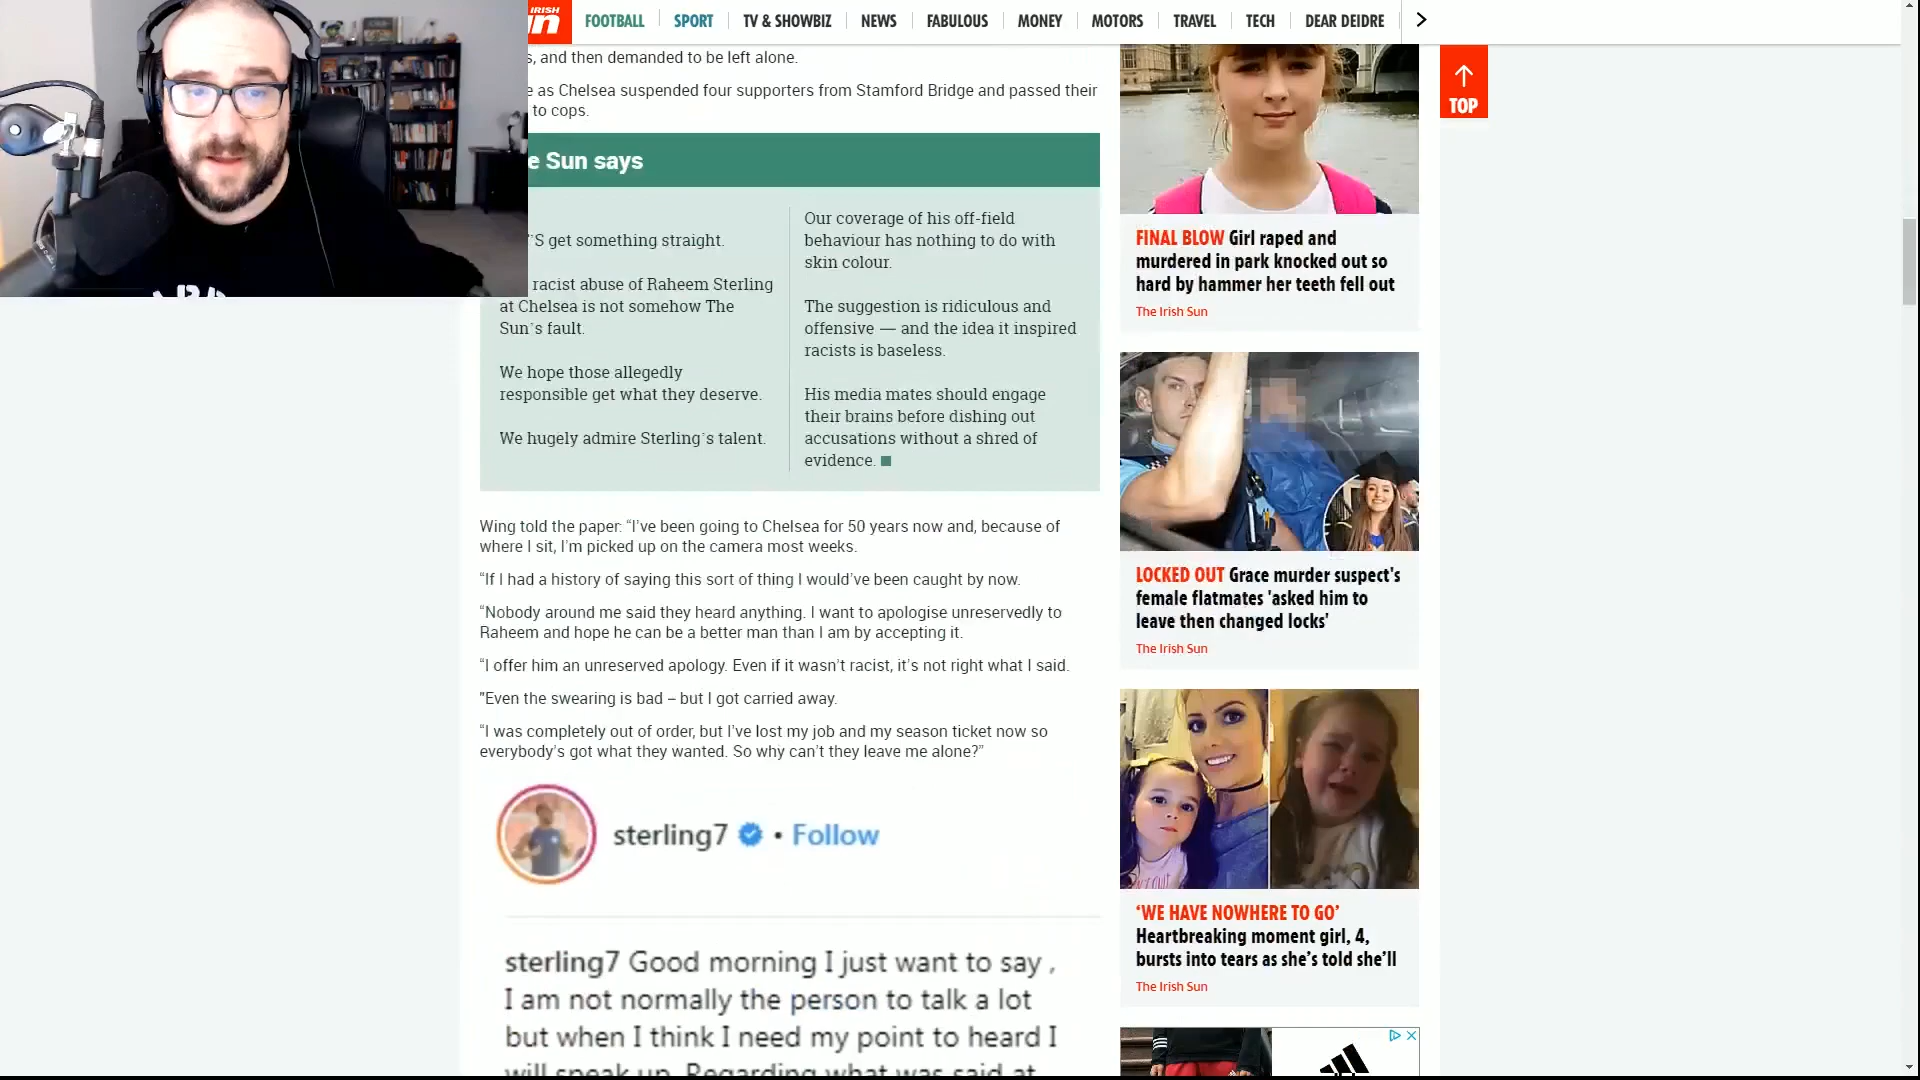 IRISH
FOOTBALL SPORT TV & SHOWBIZ NEWS FABULOUS MONEY MOTORS TRAVEL TECH DEAR DEIDRE
s, and then demanded to be left alone.
e as Chelsea suspended four supporters from Stamford Bridge and passed their
to cops.
e Sun says
'S get something straight.
racist abuse of Raheem Sterling
at Chelsea is not somehow The
Sun's fault.
We hope those allegedly
responsible get what they deserve.
We hugely admire Sterling's talent.
Our coverage of his off-field
behaviour has nothing to do with
skin colour.
The suggestion is ridiculous and
offensive — and the idea it inspired
racists is baseless.
His media mates should engage
their brains before dishing out
accusations without a shred of
evidence.
Wing told the paper: “I’ve been going to Chelsea for 50 years now and, because of
where I sit, I’m picked up on the camera most weeks.
“If I had a history of saying this sort of thing I would’ve been caught by now.
“Nobody around me said they heard anything. I want to apologise unreservedly to
Raheem and hope he can be a better man than I am by accepting it.
“I offer him an unreserved apology. Even if it wasn’t racist, it’s not right what I said.
"Even the swearing is bad – but I got carried away.
“I was completely out of order, but I’ve lost my job and my season ticket now so
everybody’s got what they wanted. So why can’t they leave me alone?”
sterling7 • Follow
sterling7 Good morning I just want to say ,
I am not normally the person to talk a lot
but when I think I need my point to heard I
will speak up. Regarding what was said at
FINAL BLOW Girl raped and
murdered in park knocked out so
hard by hammer her teeth fell out
The Irish Sun
LOCKED OUT Grace murder suspect's
female flatmates 'asked him to
leave then changed locks'
The Irish Sun
‘WE HAVE NOWHERE TO GO’
Heartbreaking moment girl, 4,
bursts into tears as she’s told she’ll
The Irish Sun
TOP